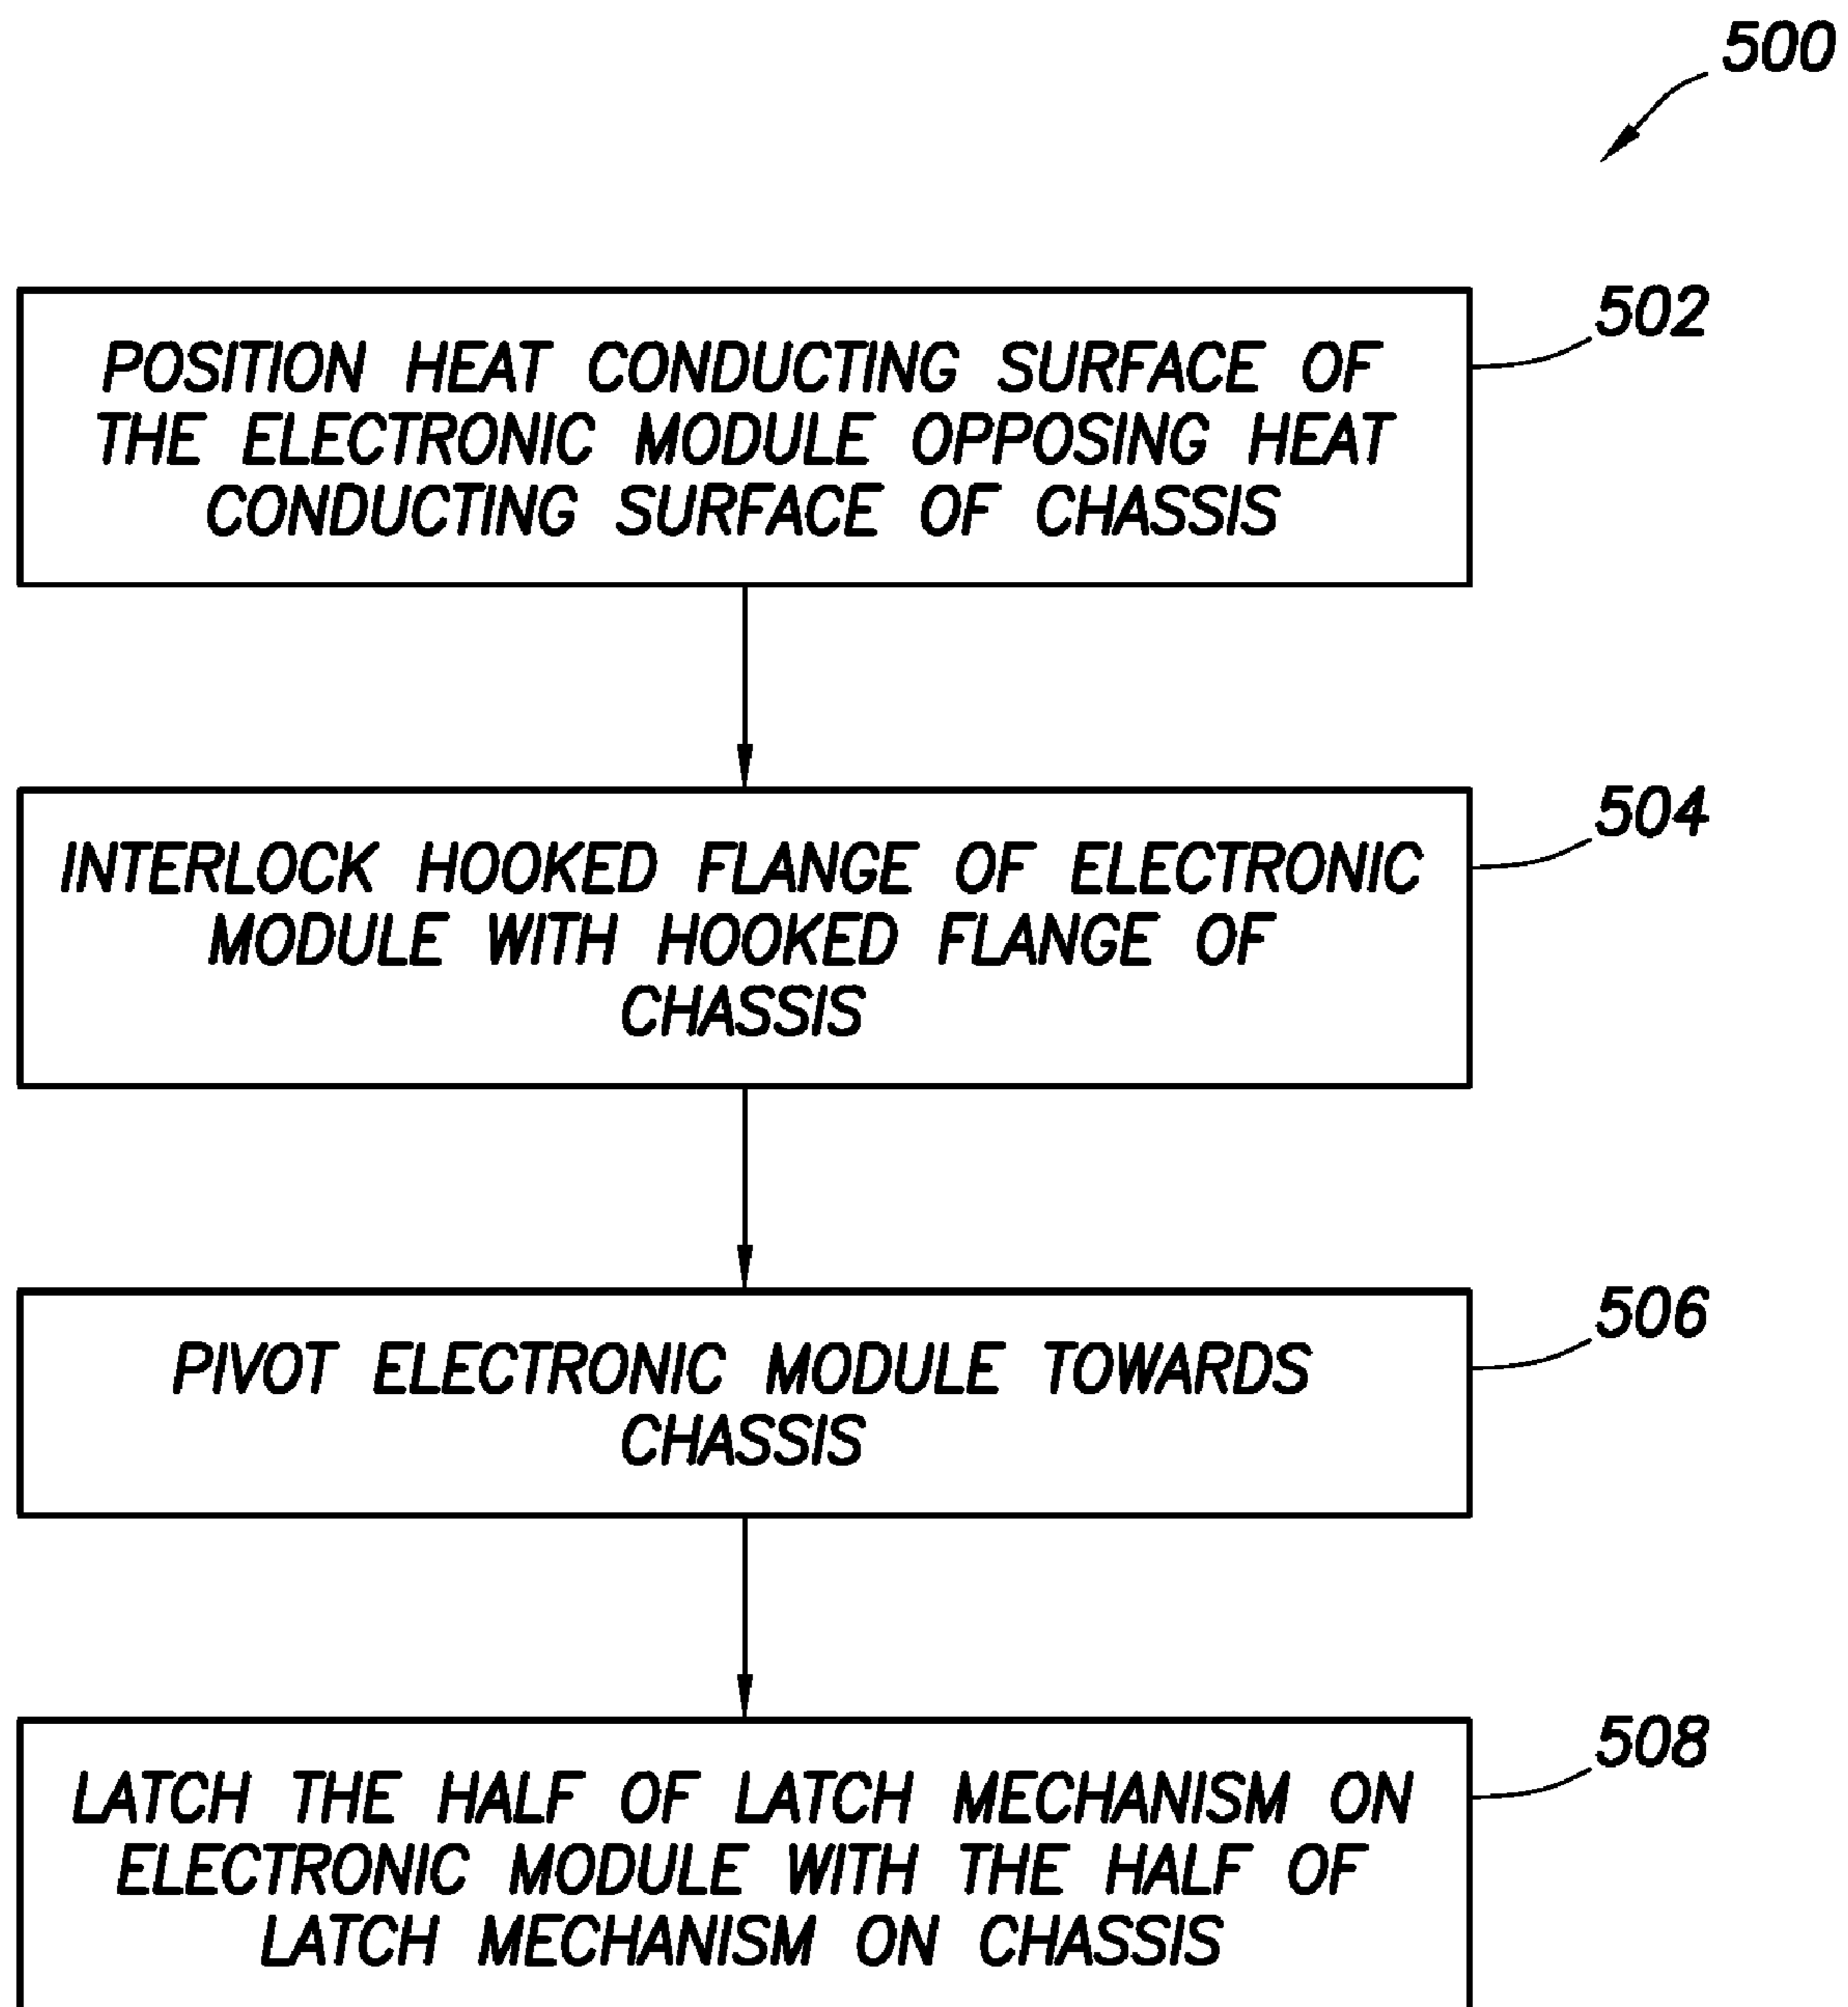 500
502
POSITION HEAT CONDUCTING SURFACE OF
THE ELECTRONIC MODULE OPPOSING HEAT
CONDUCTING SURFACE OF CHASSIS
504
INTERLOCK HOOKED FLANGE OF ELECTRONIC
MODULE WITH HOOKED FLANGE OF
CHASSIS
506
PIVOT ELECTRONIC MODULE TOWARDS
CHASSIS
508
LATCH THE HALF OF LATCH MECHANISM ON
ELECTRONIC MODULE WITH THE HALF OF
LATCH MECHANISM ON CHASSIS